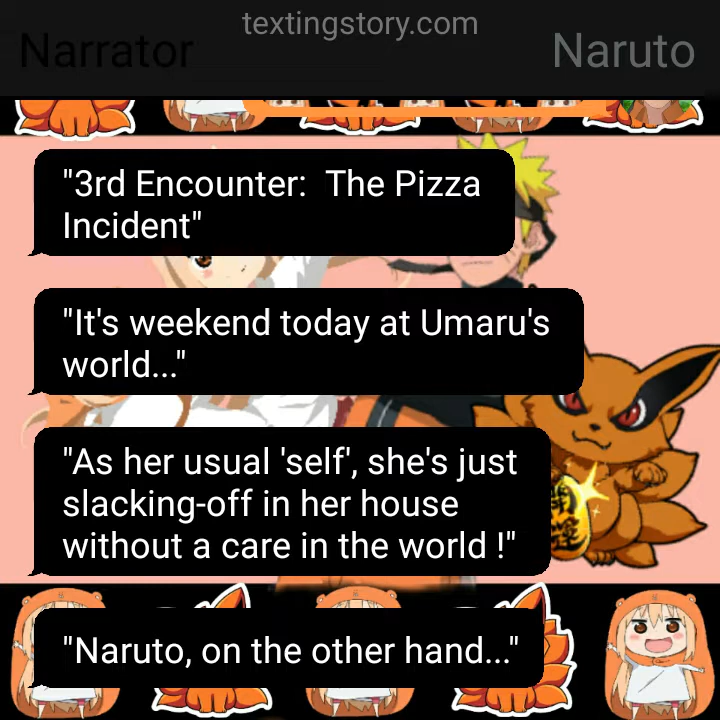 textingstory.com
Narrator
Naruto
"3rd Encounter:  The Pizza
Incident"
"It's weekend today at Umaru's
world..."
"As her usual 'self', she's just
slacking-off in her house
without a care in the world !"
"Naruto, on the other hand..."